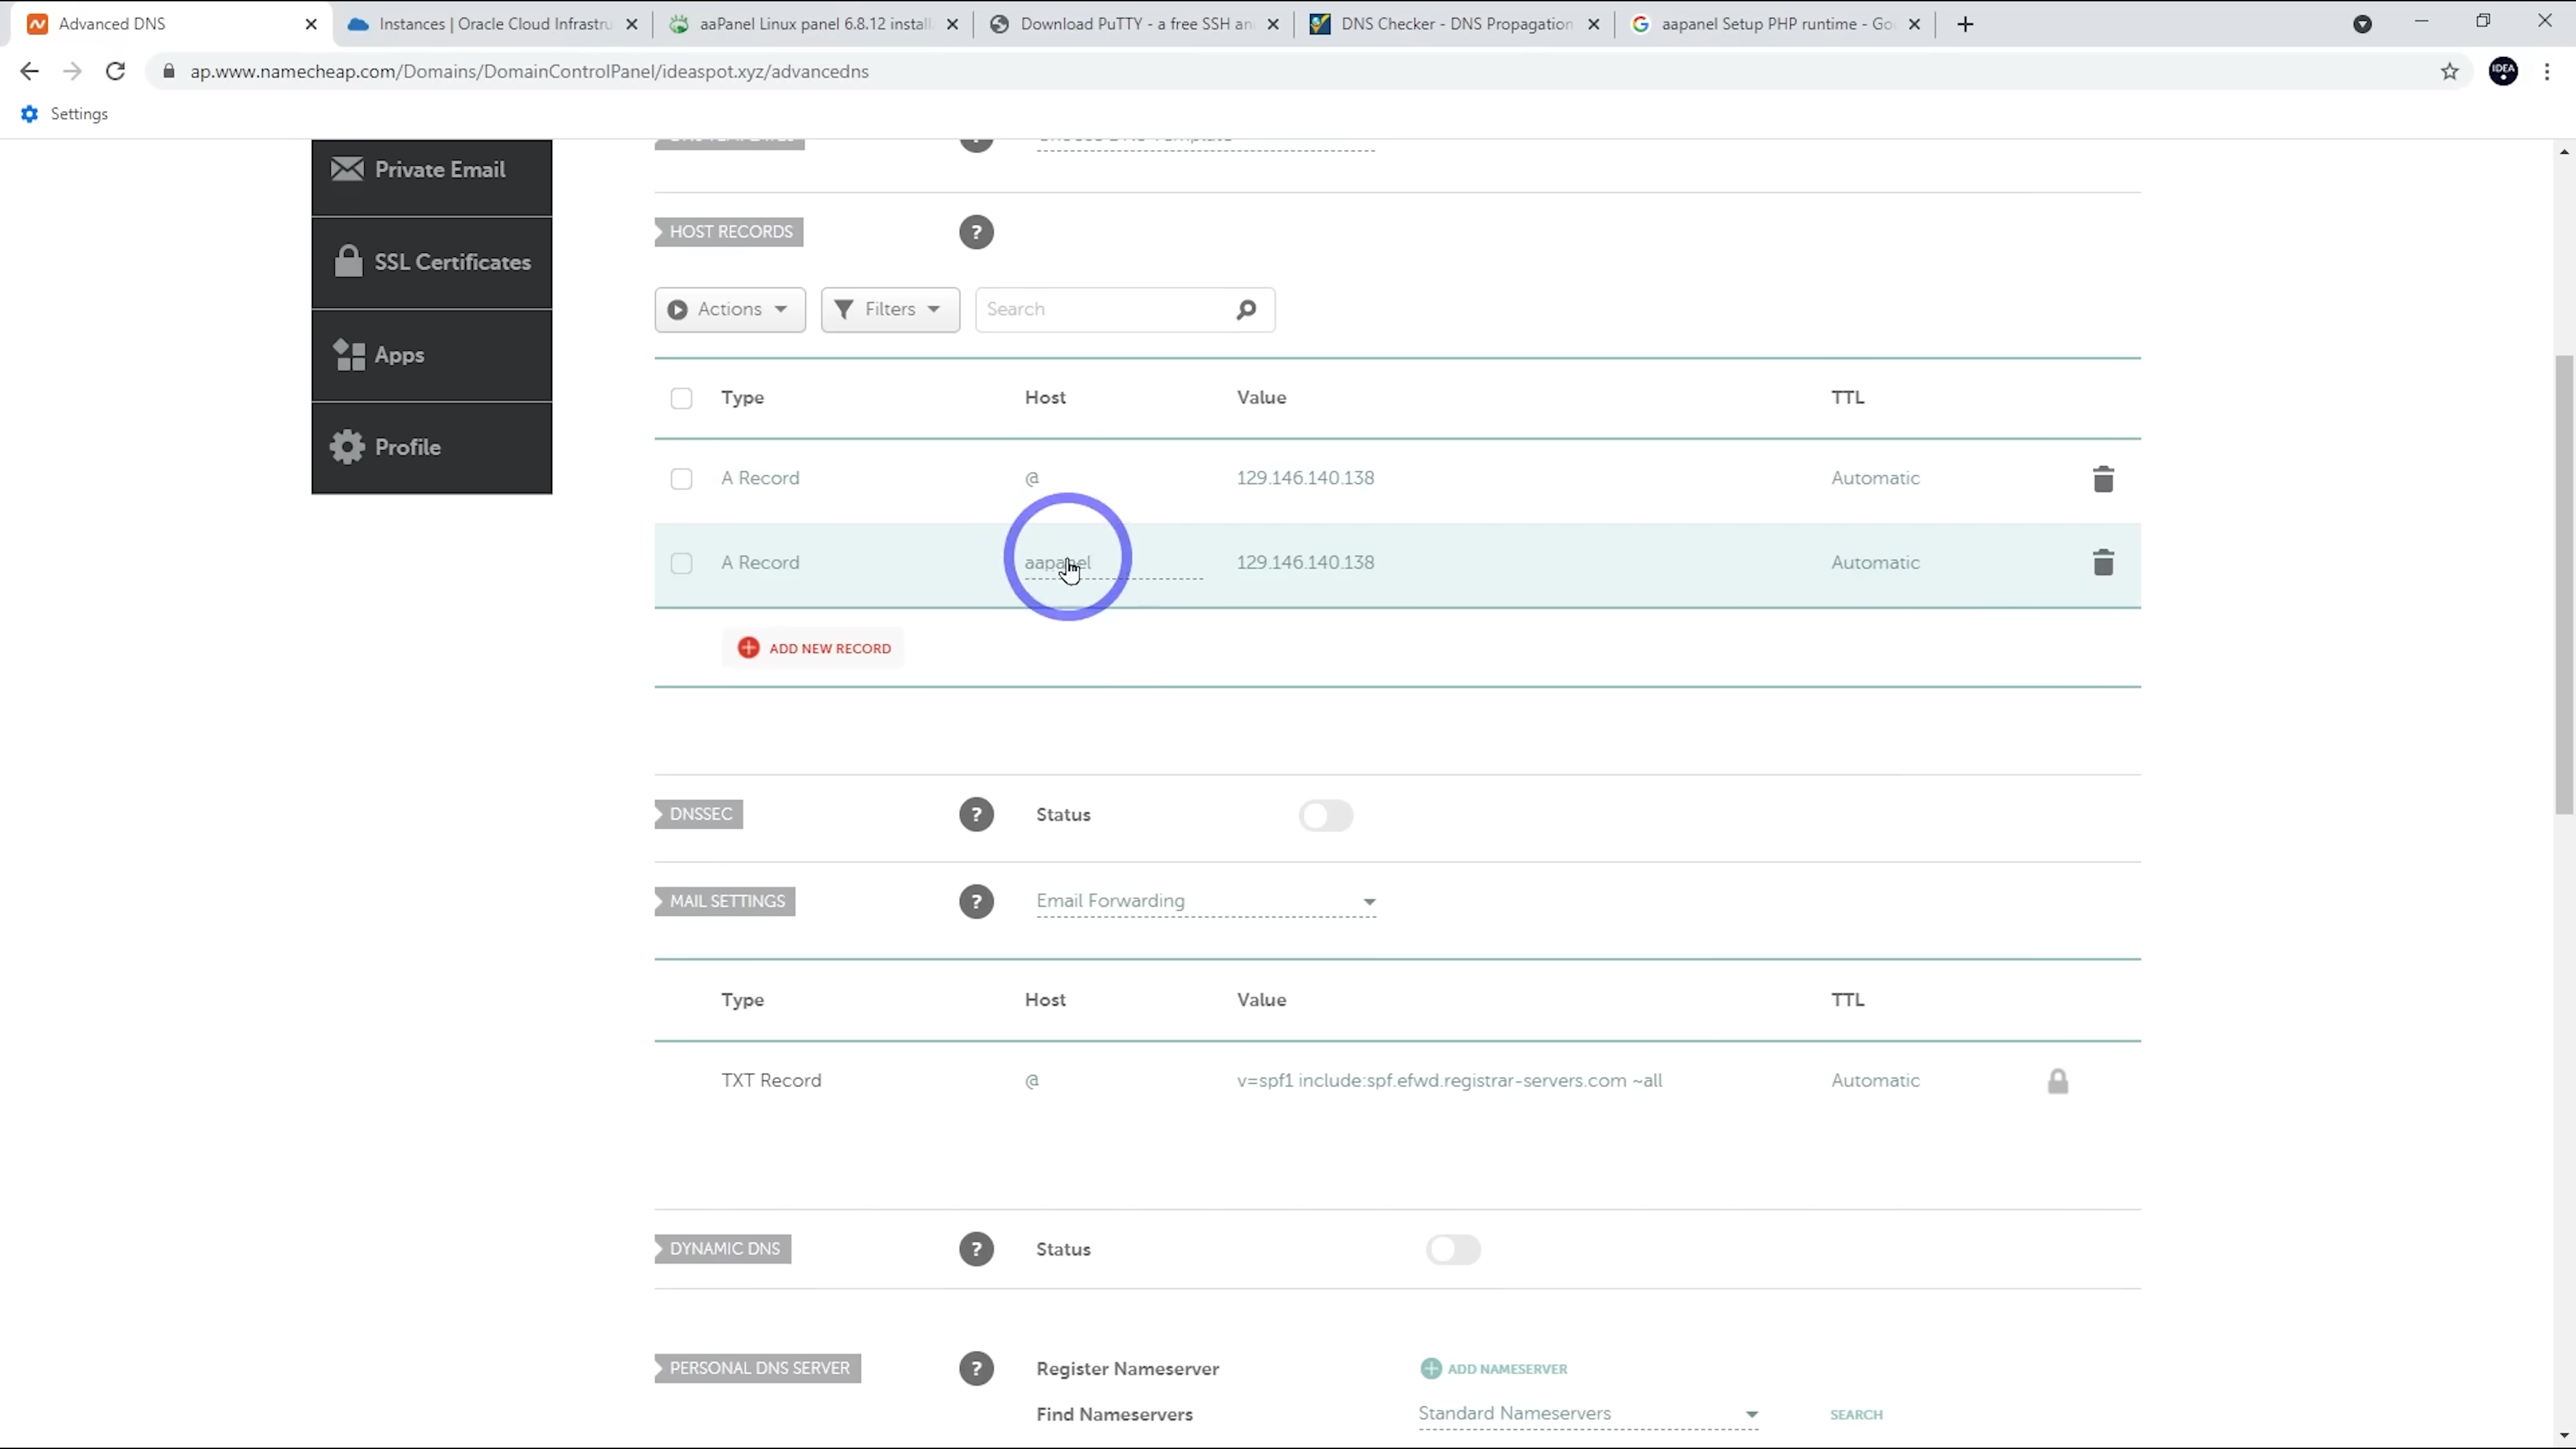 Advanced DNS
Instances | Oracle Cloud Infrastru
aaPanel Linux panel 6.8.12 install
Download PuTTY - a free SSH an
DNS Checker - DNS Propagation
aapanel Setup PHP runtime - Go
ap.www.namecheap.com/Domains/DomainControlPanel/ideaspot.xyz/advancedns
IDEA
Settings
Private Email
SSL Certificates
Apps
Profile
HOST RECORDS ?
Actions Filters Search
Type Host Value TTL
A Record @ 129.146.140.138 Automatic
A Record aapanel 129.146.140.138 Automatic
ADD NEW RECORD
DNSSEC ? Status
MAIL SETTINGS ? Email Forwarding
Type Host Value TTL
TXT Record @ v=spf1 include:spf.efwd.registrar-servers.com ~all Automatic
DYNAMIC DNS ? Status
PERSONAL DNS SERVER ? Register Nameserver ADD NAMESERVER
Find Nameservers Standard Nameservers SEARCH